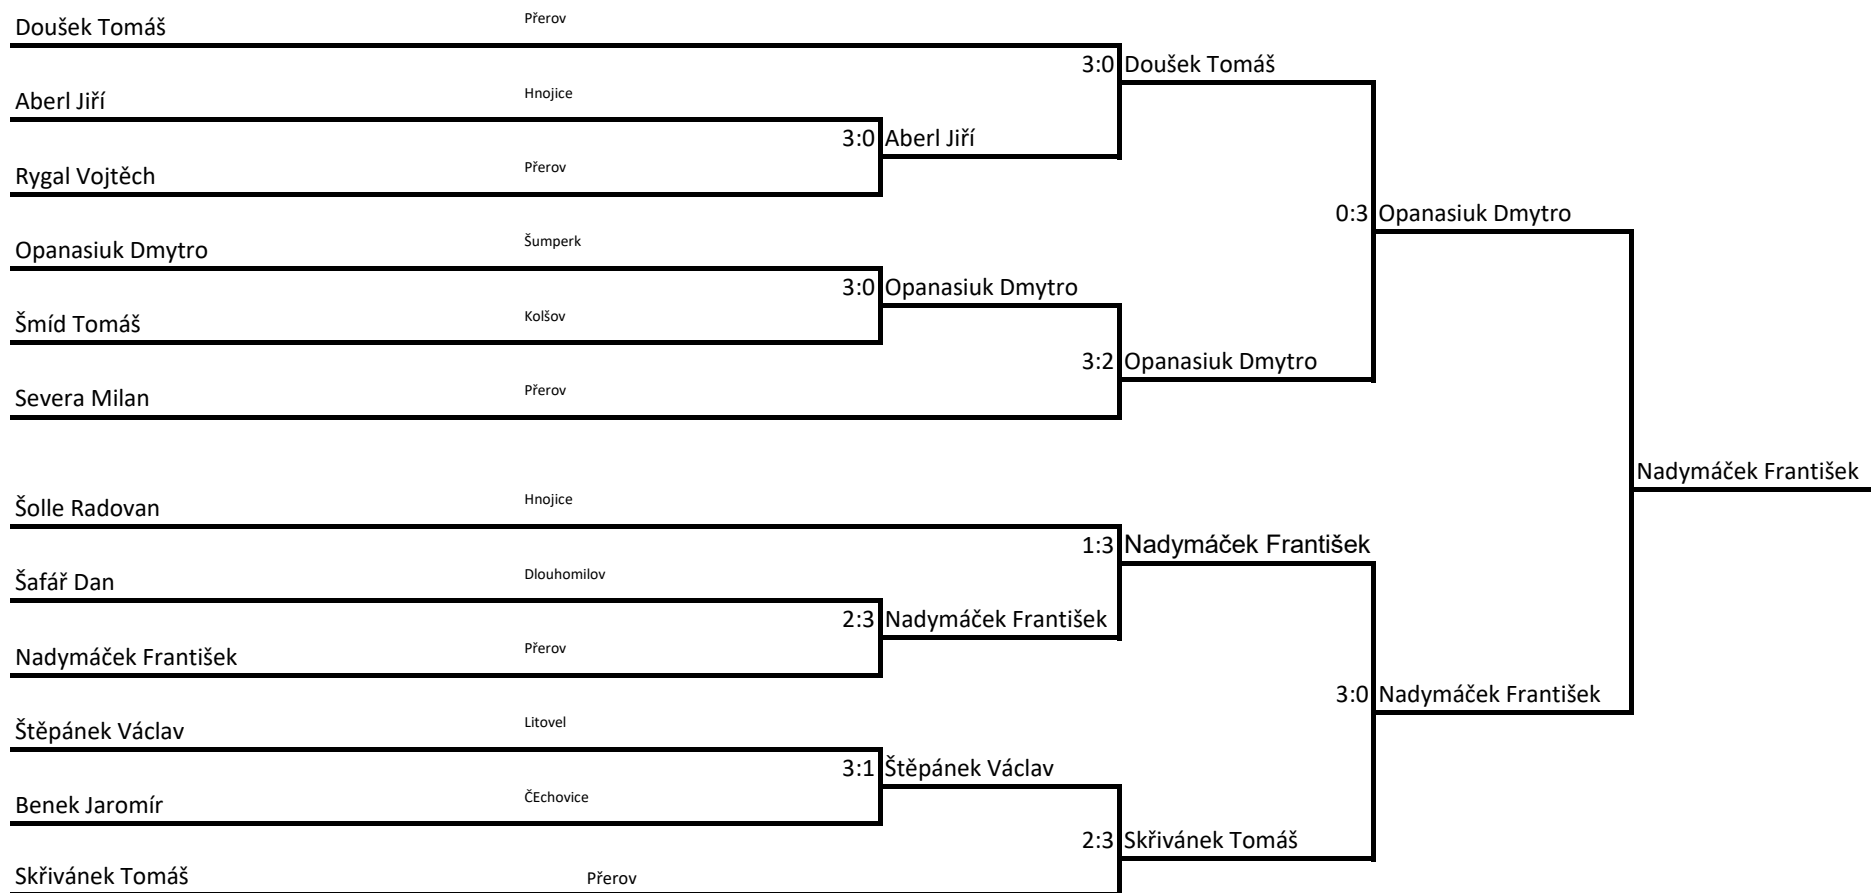 Doušek Tomáš Přerov
3:0 Doušek Tomáš
Aberl Jiří Hnojice
3:0 Aberl Jiří
Rygal Vojtěch Přerov
0:3 Opanasiuk Dmytro
Opanasiuk Dmytro Šumperk
3:0 Opanasiuk Dmytro
Šmíd Tomáš Kolšov
3:2 Opanasiuk Dmytro
Severa Milan Přerov
Nadymáček František
Šolle Radovan Hnojice
1:3 Nadymáček František
Šafář Dan Dlouhomilov
2:3 Nadymáček František
Nadymáček František Přerov
3:0 Nadymáček František
Štěpánek Václav Litovel
3:1 Štěpánek Václav
Benek Jaromír ČEchovice
2:3 Skřivánek Tomáš
Skřivánek Tomáš Přerov